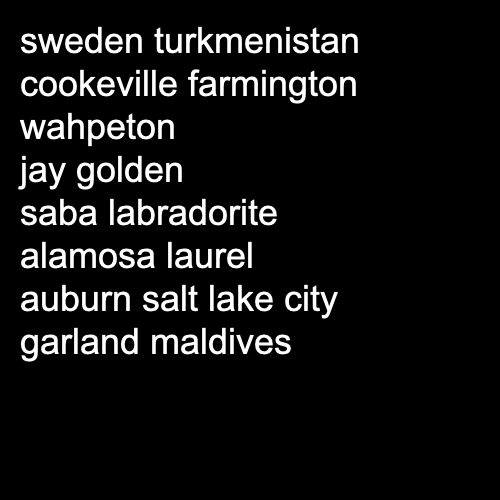 sweden turkmenistan
cookeville farmington
wahpeton
jay golden
saba labradorite
alamosa laurel
auburn salt lake city
garland maldives